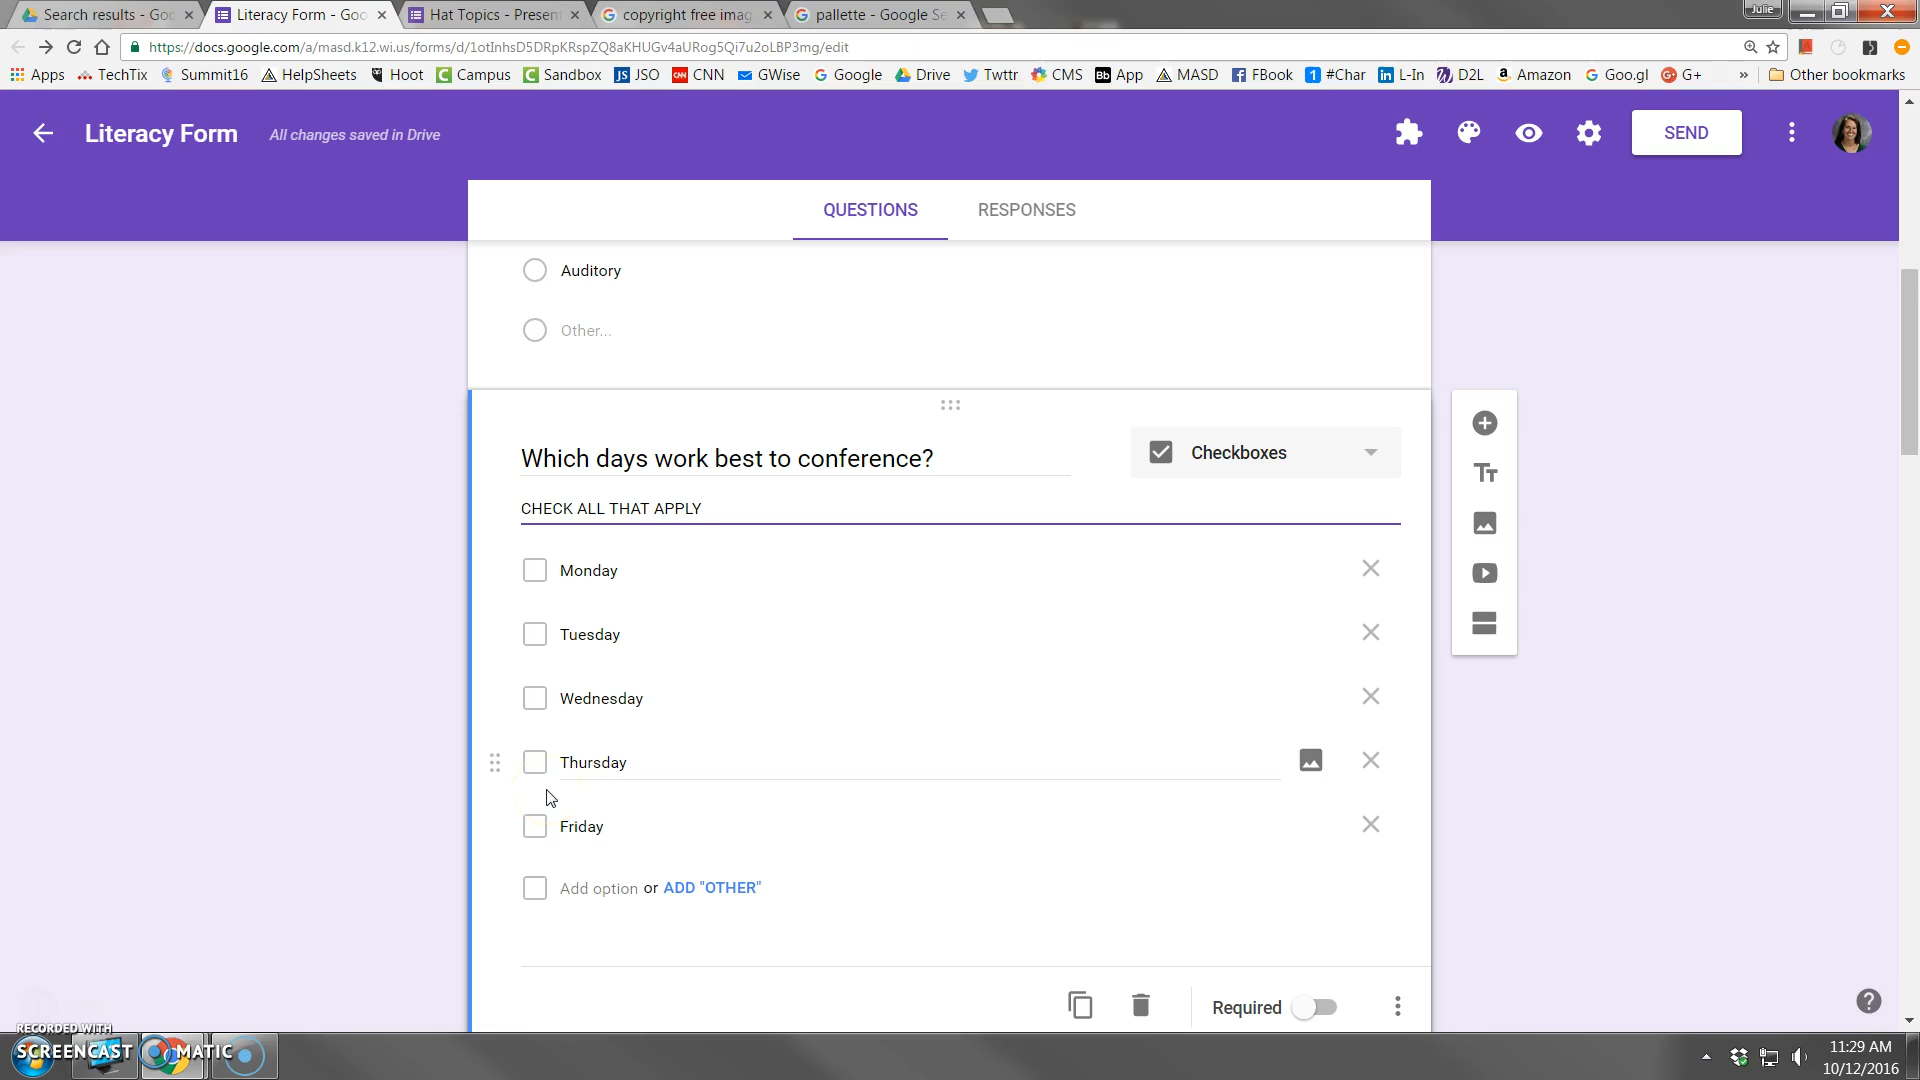 Search results - Goo
Literacy Form - Goo
Hat Topics - Present
copyright free imag
pallette - Google Se
Julie
https://docs.google.com/a/masd.k12.wi.us/forms/d/1otInhsD5DRpKRspZQ8aKHUGv4aURog5Qi7u2oLBP3mg/edit
Apps TechTix Summit16 HelpSheets Hoot Campus Sandbox JSO CNN GWise Google Drive Twttr CMS App MASD FBook #Char L-In D2L Amazon Goo.gl G+ » Other bookmarks
Literacy Form All changes saved in Drive SEND
QUESTIONS RESPONSES
Auditory
Other...
Which days work best to conference? Checkboxes
CHECK ALL THAT APPLY
Monday
Tuesday
Wednesday
Thursday
Friday
Add option or ADD "OTHER"
Required
RECORDED WITH
SCREENCAST MATIC
11:29 AM
10/12/2016